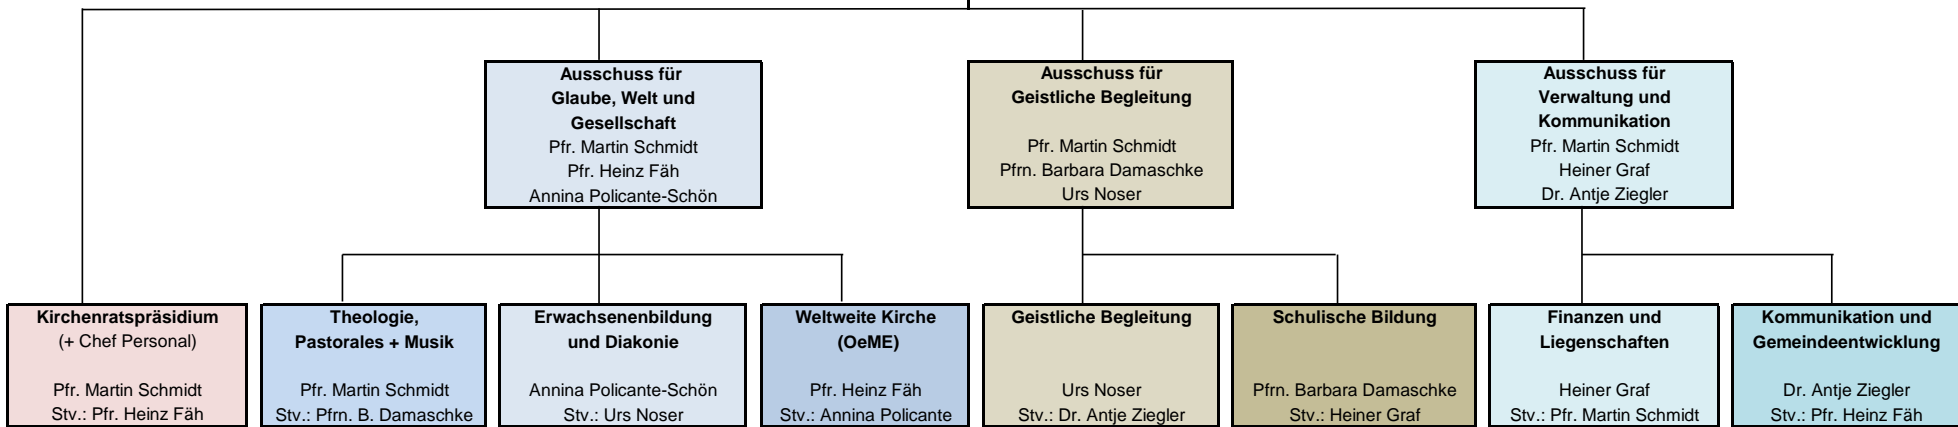 Ausschuss für
Glaube, Welt und
Gesellschaft
Pfr. Martin Schmidt
Pfr. Heinz Fäh
Annina Policante-Schön
Ausschuss für
Geistliche Begleitung
Pfr. Martin Schmidt
Pfrn. Barbara Damaschke
Urs Noser
Ausschuss für
Verwaltung und
Kommunikation
Pfr. Martin Schmidt
Heiner Graf
Dr. Antje Ziegler
Kirchenratspräsidium
(+ Chef Personal)
Pfr. Martin Schmidt
Stv.: Pfr. Heinz Fäh
Theologie,
Pastorales + Musik
Pfr. Martin Schmidt
Stv.: Pfrn. B. Damaschke
Erwachsenenbildung
und Diakonie
Annina Policante-Schön
Stv.: Urs Noser
Weltweite Kirche
(OeME)
Pfr. Heinz Fäh
Stv.: Annina Policante
Geistliche Begleitung
Urs Noser
Stv.: Dr. Antje Ziegler
Schulische Bildung
Pfrn. Barbara Damaschke
Stv.: Heiner Graf
Finanzen und
Liegenschaften
Heiner Graf
Stv.: Pfr. Martin Schmidt
Kommunikation und
Gemeindeentwicklung
Dr. Antje Ziegler
Stv.: Pfr. Heinz Fäh